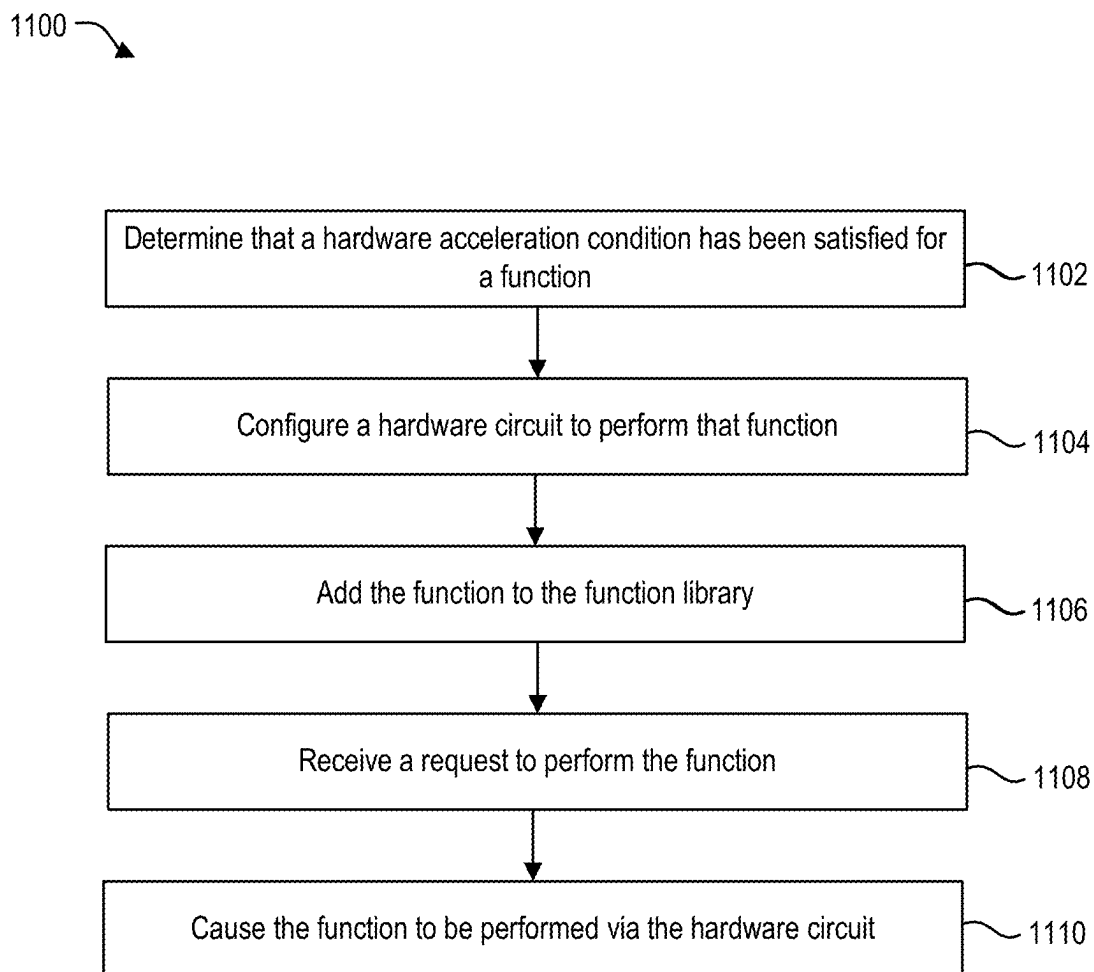 1100
Determine that a hardware acceleration condition has been satisfied for
a function
1102
Configure a hardware circuit to perform that function
1104
Add the function to the function library
1106
Receive a request to perform the function
1108
Cause the function to be performed via the hardware circuit
1110